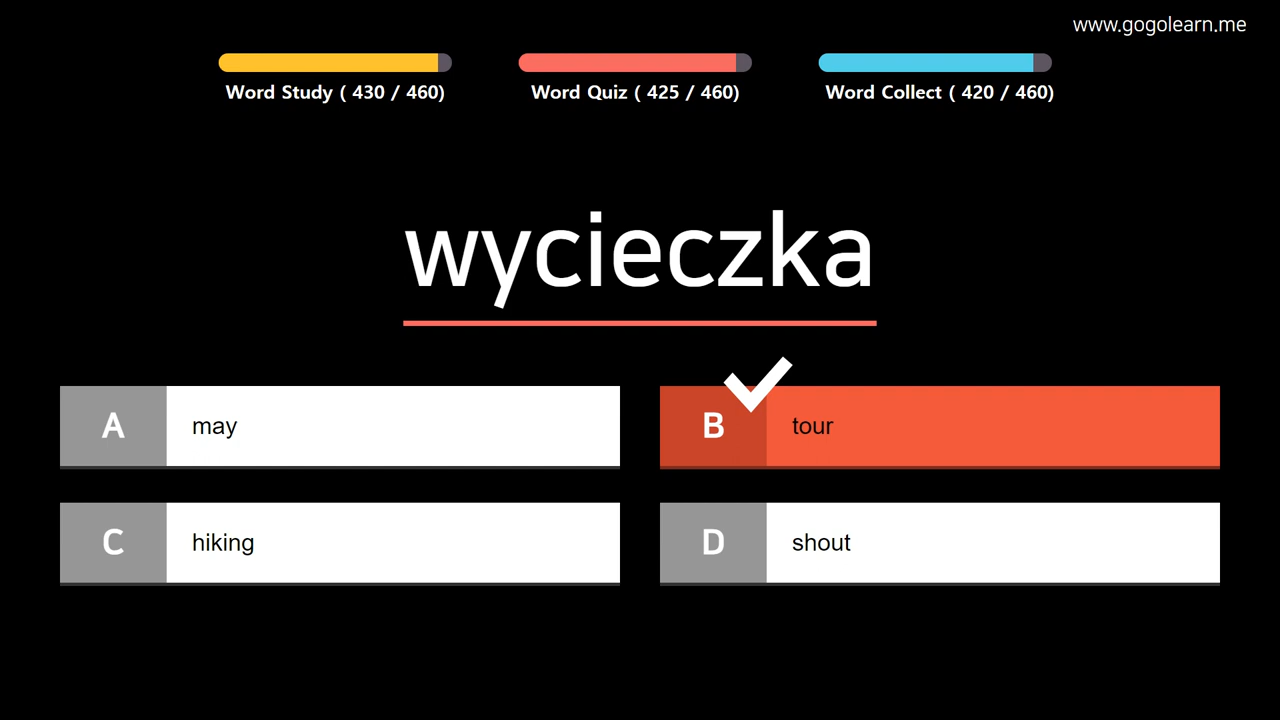 www.gogolearn.me
Word Study ( 430 / 460)
Word Quiz ( 425 / 460)
Word Collect ( 420 / 460)
wycieczka
A may
B tour
C hiking
D shout